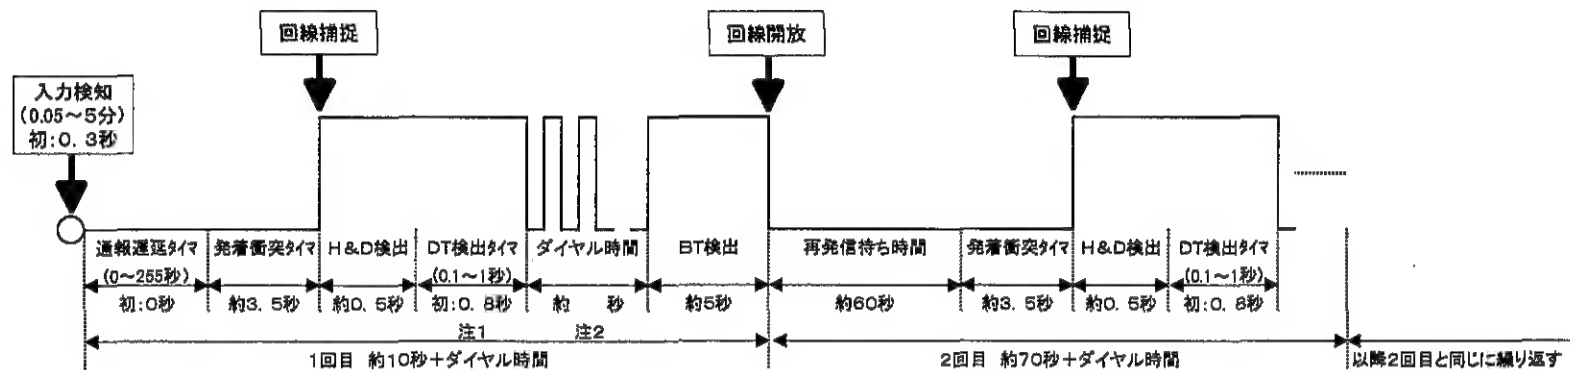 回線捕捉
回線開放
回線捕捉
入力検知
(0.05～5分)
初:0.3秒
通報遅延タイマ
発着衝突タイマ
H&D検出
DT検出タイマ
ダイヤル時間
BT検出
再発信待ち時間
発着衝突タイマ
H&D検出
DT検出タイマ
(0～255秒)
(0.1～1秒)
(0.1～1秒)
初:0秒
約3.5秒
約0.5秒
初:0.8秒
約 秒
約5秒
約60秒
約3.5秒
約0.5秒
初:0.8秒
注1
注2
1回目 約10秒+ダイヤル時間
2回目 約70秒+ダイヤル時間
以降2回目と同じに繰り返す